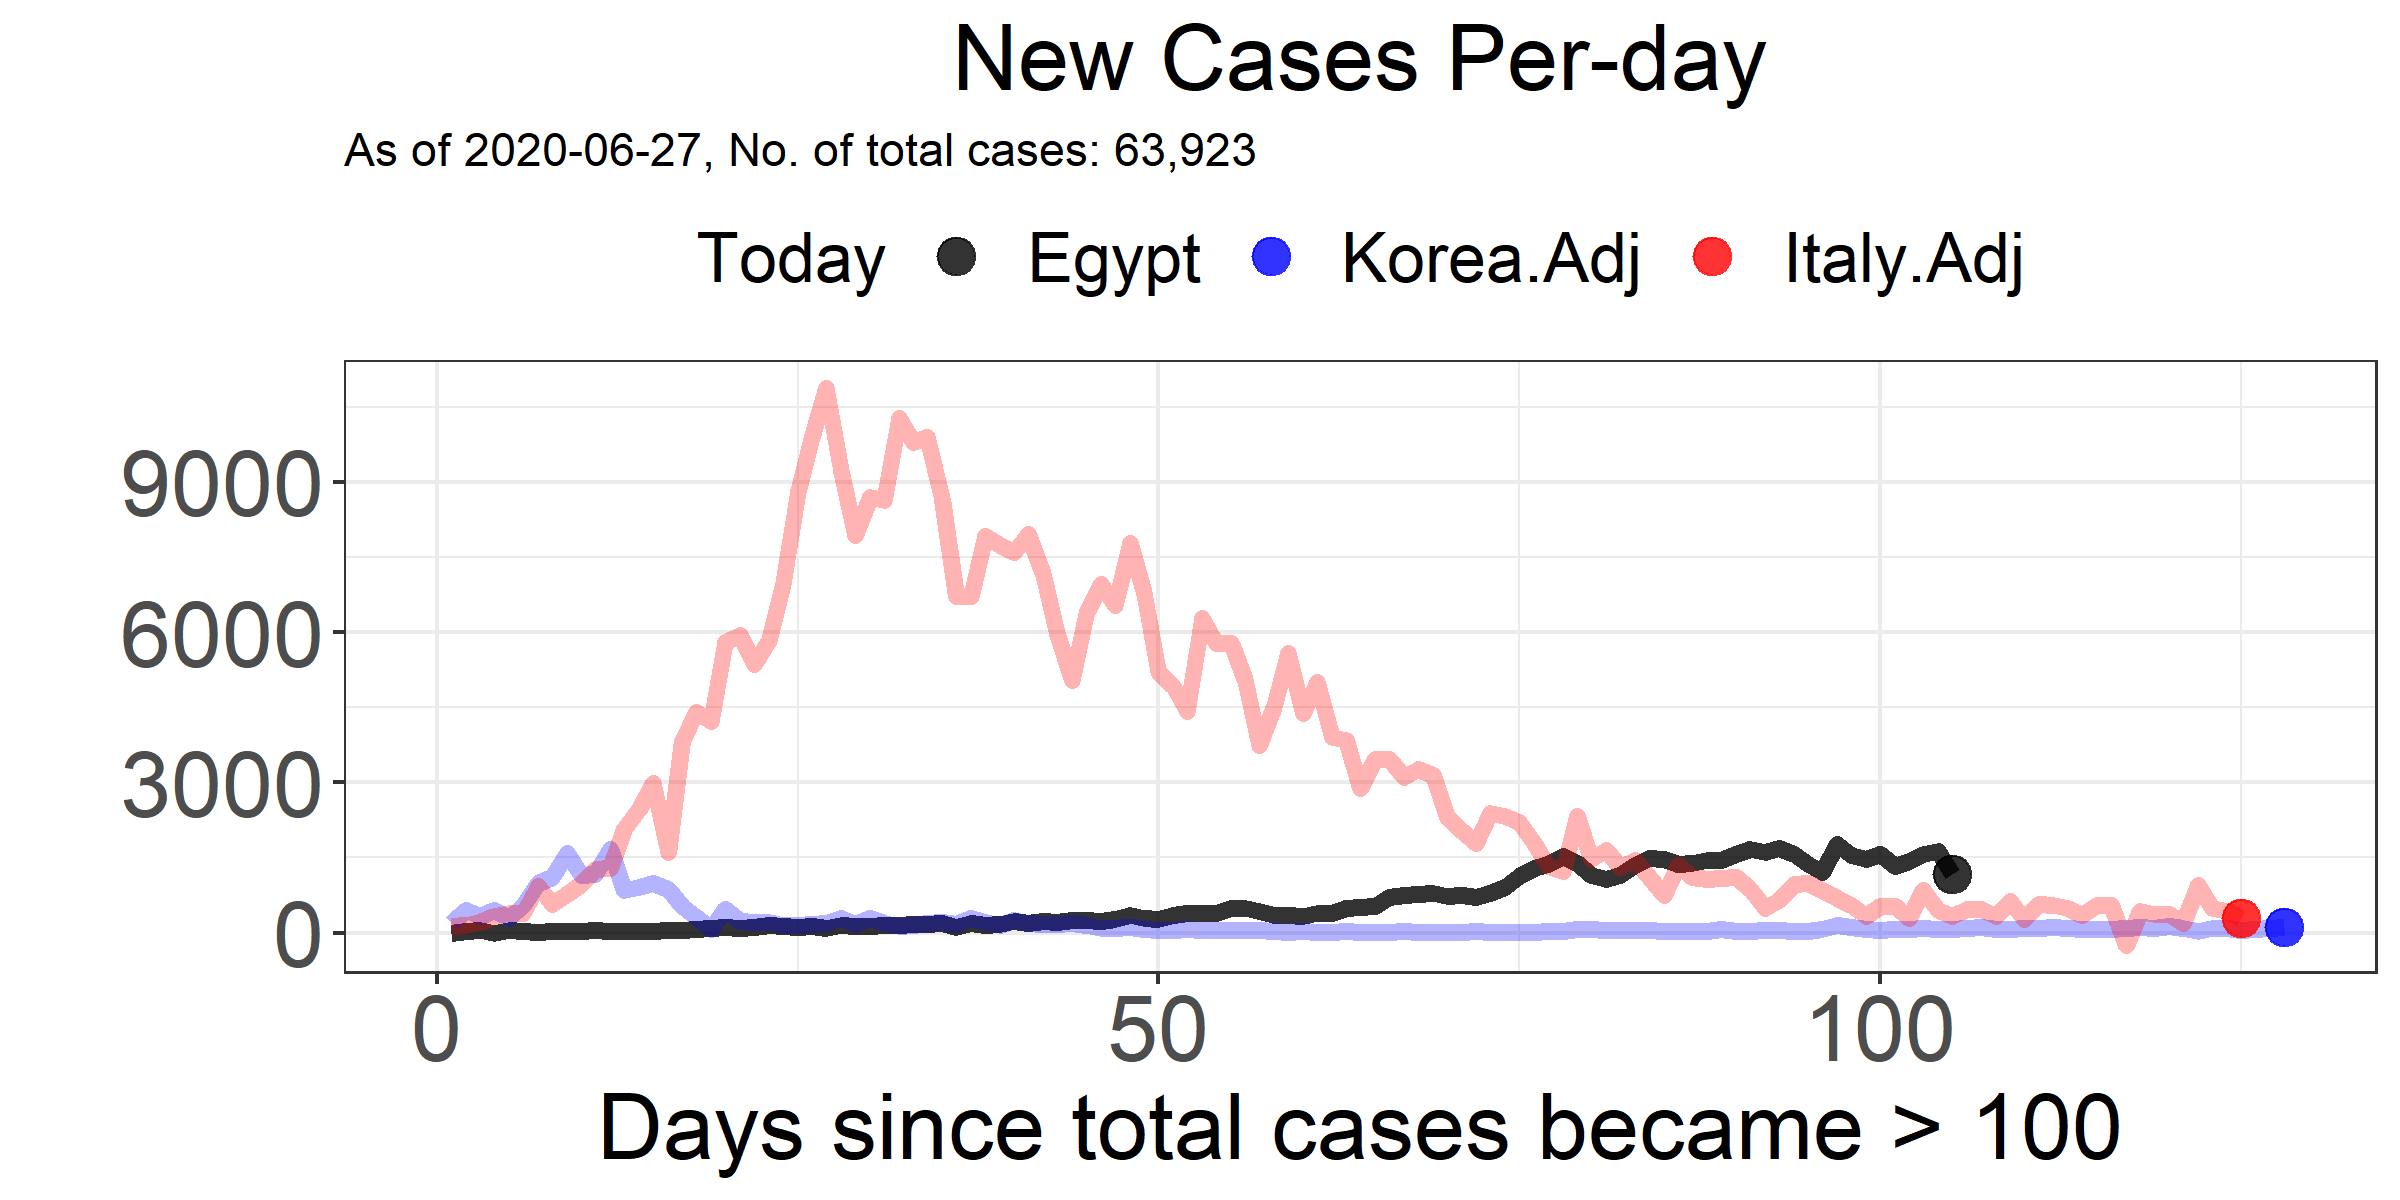 New Cases Per-day
As of 2020-06-27, No. of total cases: 63,923
Today Egypt Korea.Adj Italy.Adj
9000
6000
3000
0
0 50 100
Days since total cases became > 100